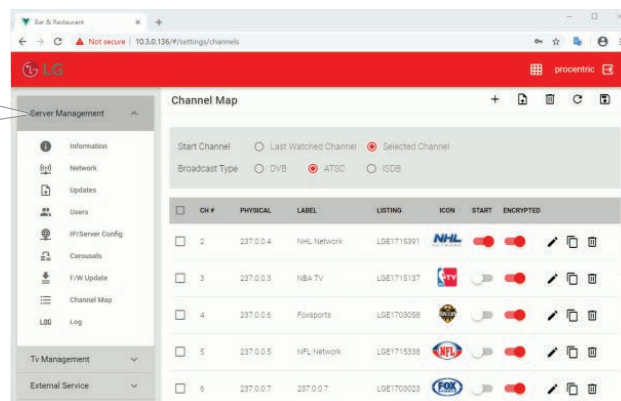 Bar & Restaurant
Not secure | 10.3.0.136/#/settings/channels
LG
procentric
Server Management
Information
Network
Updates
Users
IP/Server Config
Carousels
F/W Update
Channel Map
LOG Log
Tv Management
External Service
Channel Map
Start Channel Last Watched Channel Selected Channel
Broadcast Type DVB ATSC ISDB
CH # PHYSICAL LABEL LISTING ICON START ENCRYPTED
2 237.0.0.4 NHL Network LGE1715391 NHL
3 237.0.0.3 NBA TV LGE1715137 TV
4 237.0.0.6 Foxsports LGE1703058
5 237.0.0.5 NFL Network LGE1715338 NFL
6 237.0.0.7 237.0.0.7 LGE1703023 FOX